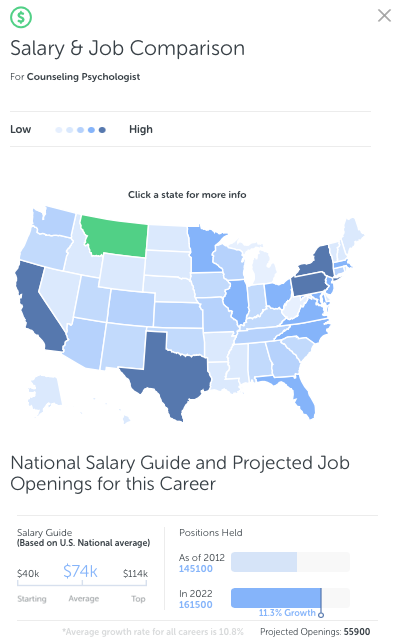 $
Salary & Job Comparison
For Counseling Psychologist
Low High
Click a state for more info
National Salary Guide and Projected Job
Openings for this Career
Salary Guide
(Based on U.S. National average)
$40k $74k $114k
Starting Average Top
Positions Held
As of 2012
145100
In 2022
161500
11.3% Growth
*Average growth rate for all careers is 10.8%
Projected Openings: 55900